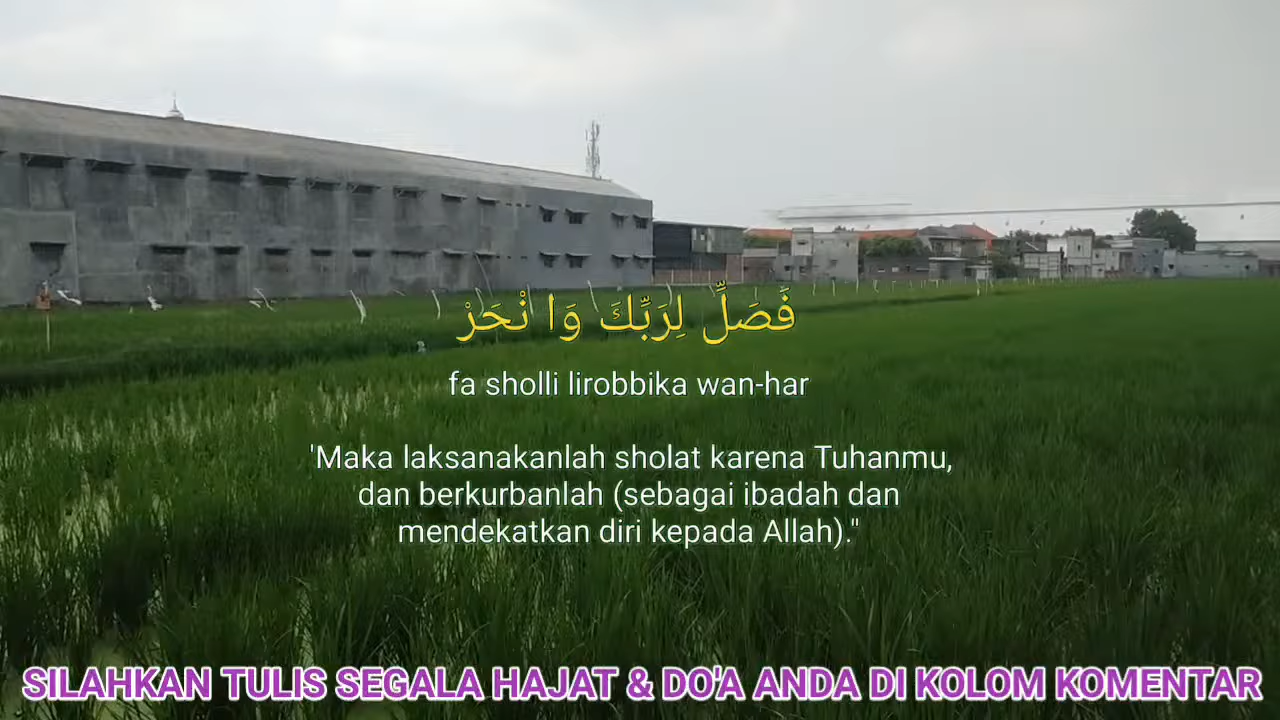 فَصَلِّ لِرَبِّكَ وَا نْحَرْ
fa sholli lirobbika wan-har
'Maka laksanakanlah sholat karena Tuhanmu,
dan berkurbanlah (sebagai ibadah dan
mendekatkan diri kepada Allah)."
SILAHKAN TULIS SEGALA HAJAT & DO'A ANDA DI KOLOM KOMENTAR